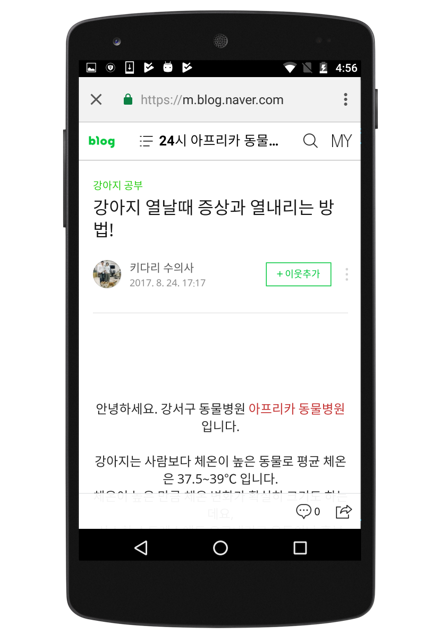 4:56
https://m.blog.naver.com
blog
24시 아프리카 동물...
MY
강아지 공부
강아지 열날때 증상과 열내리는 방
법!
키다리 수의사
2017. 8. 24. 17:17
+ 이웃추가
안녕하세요. 강서구 동물병원 아프리카 동물병원
입니다.
강아지는 사람보다 체온이 높은 동물로 평균 체온
은 37.5~39℃ 입니다.
0